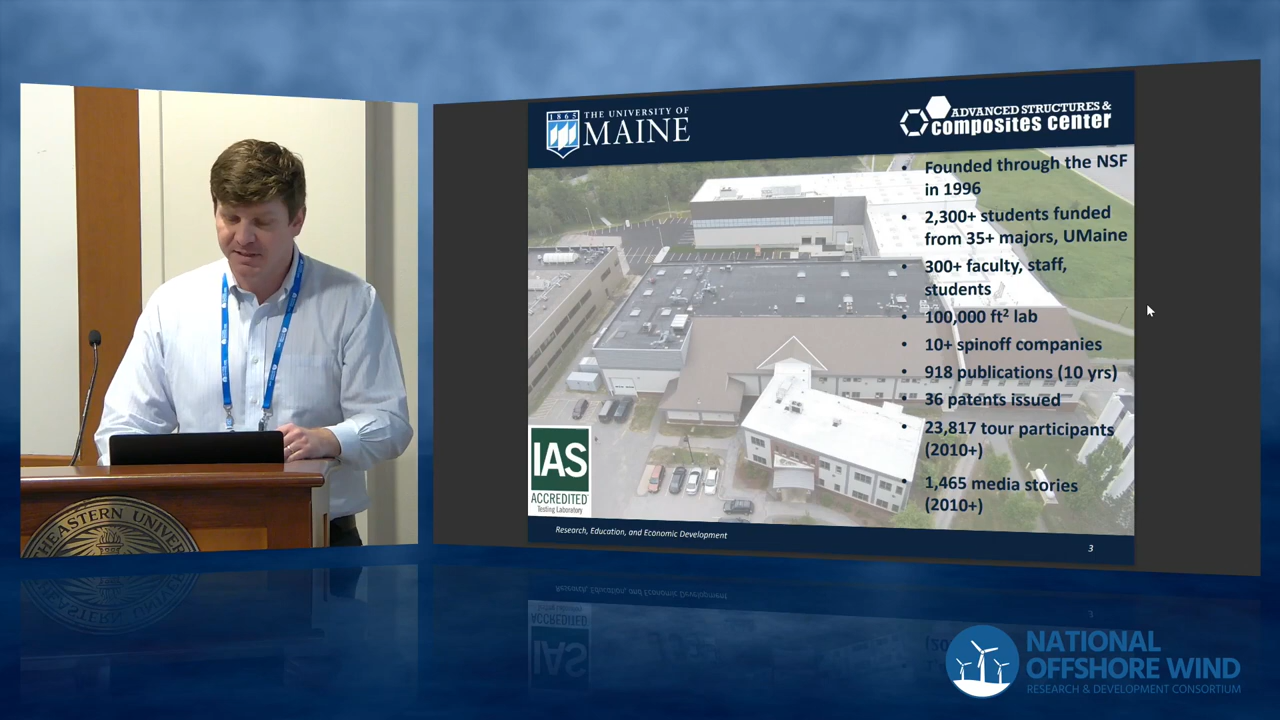 1865
THE UNIVERSITY OF
MAINE
ADVANCED STRUCTURES &
composites center
• Founded through the NSF
in 1996
• 2,300+ students funded
from 35+ majors, UMaine
• 300+ faculty, staff,
students
• 100,000 ft² lab
• 10+ spinoff companies
• 918 publications (10 yrs)
• 36 patents issued
• 23,817 tour participants
(2010+)
• 1,465 media stories
(2010+)
IAS
ACCREDITED
Testing Laboratory
Research, Education, and Economic Development
3
EASTERN UNIVER
NATIONAL
OFFSHORE WIND
RESEARCH & DEVELOPMENT CONSORTIUM